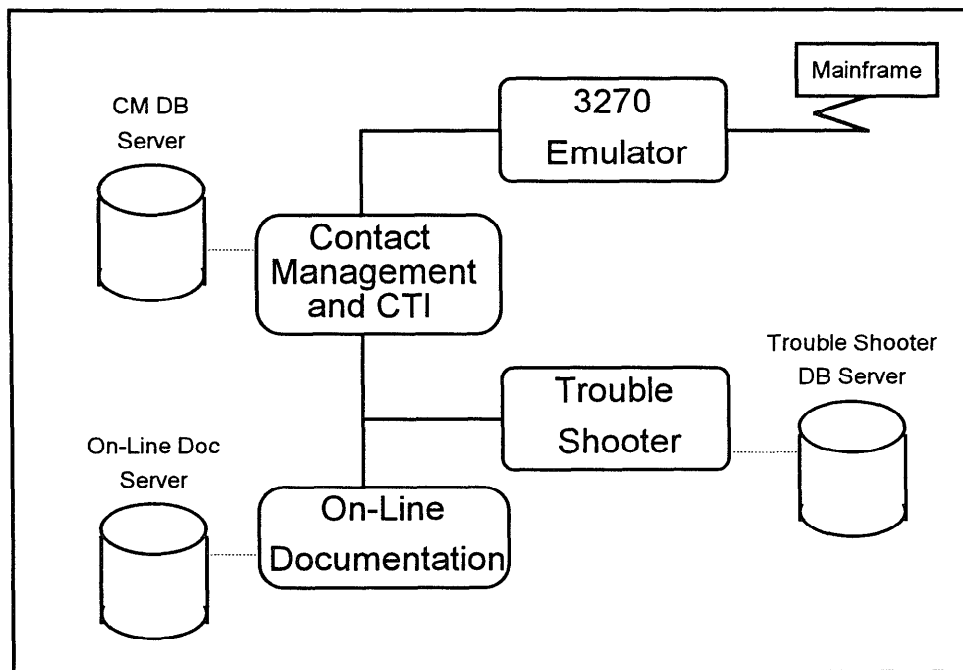 Mainframe
3270
Emulator
CM DB
Server
Contact
Management
and CTI
Trouble Shooter
DB Server
Trouble
Shooter
On-Line Doc
Server
On-Line
Documentation